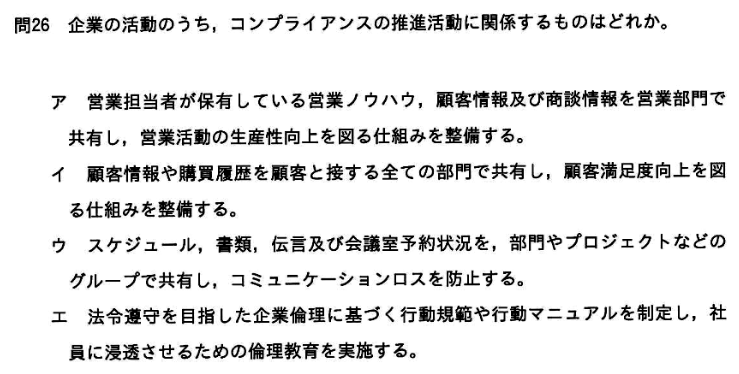 問26 企業の活動のうち，コンプライアンスの推進活動に関係するものはどれか。
ア 営業担当者が保有している営業ノウハウ，顧客情報及び商談情報を営業部門で
共有し，営業活動の生産性向上を図る仕組みを整備する。
イ 顧客情報や購買履歴を顧客と接する全ての部門で共有し，顧客満足度向上を図
る仕組みを整備する。
ウ スケジュール，書類，伝言及び会議室予約状況を，部門やプロジェクトなどの
グループで共有し，コミュニケーションロスを防止する。
エ 法令遵守を目指した企業倫理に基づく行動規範や行動マニュアルを制定し，社
員に浸透させるための倫理教育を実施する。